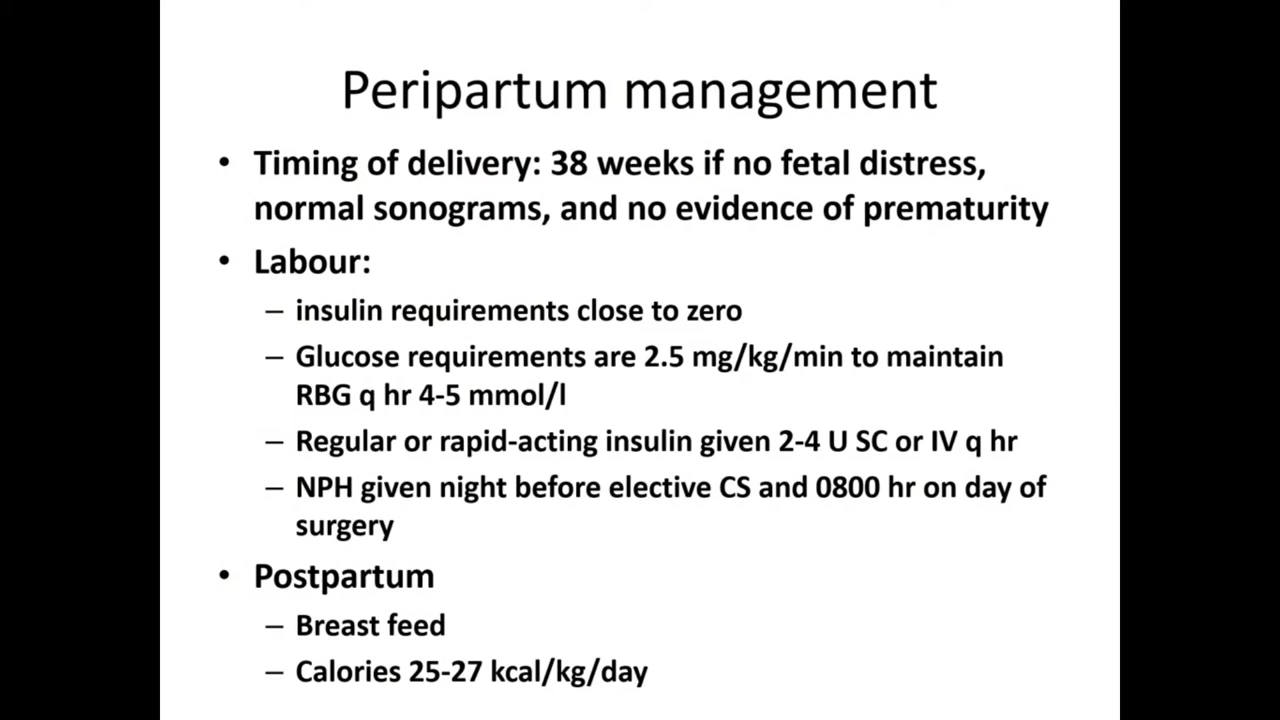 Peripartum management
• Timing of delivery: 38 weeks if no fetal distress,
normal sonograms, and no evidence of prematurity
• Labour:
– insulin requirements close to zero
– Glucose requirements are 2.5 mg/kg/min to maintain
RBG q hr 4-5 mmol/l
– Regular or rapid-acting insulin given 2-4 U SC or IV q hr
– NPH given night before elective CS and 0800 hr on day of
surgery
• Postpartum
– Breast feed
– Calories 25-27 kcal/kg/day